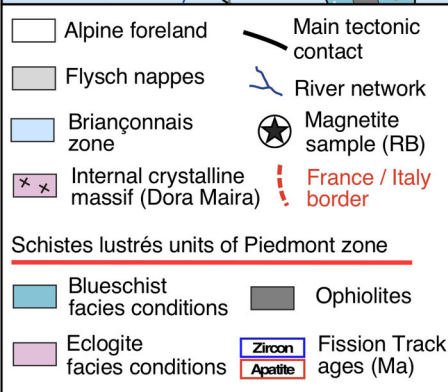 Alpine foreland
Main tectonic
contact
Flysch nappes
River network
Briançonnais
zone
Magnetite
sample (RB)
Internal crystalline
massif (Dora Maira)
France / Italy
border
Schistes lustrés units of Piedmont zone
Blueschist
facies conditions
Ophiolites
Eclogite
facies conditions
Zircon
Apatite
Fission Track
ages (Ma)